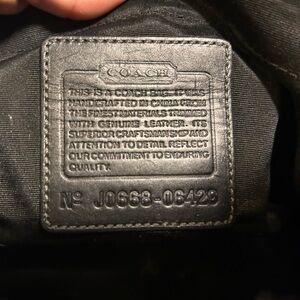 COACH
THIS IS A COACH BAG. IT WAS
HANDCRAFTED IN CHINA FROM
THE FINEST MATERIALS TRIMMED
WITH GENUINE LEATHER. ITS
SUPERIOR CRAFTSMANSHIP AND
ATTENTION TO DETAIL REFLECT
OUR COMMITMENT TO ENDURING
QUALITY.
Nº J0668-06428